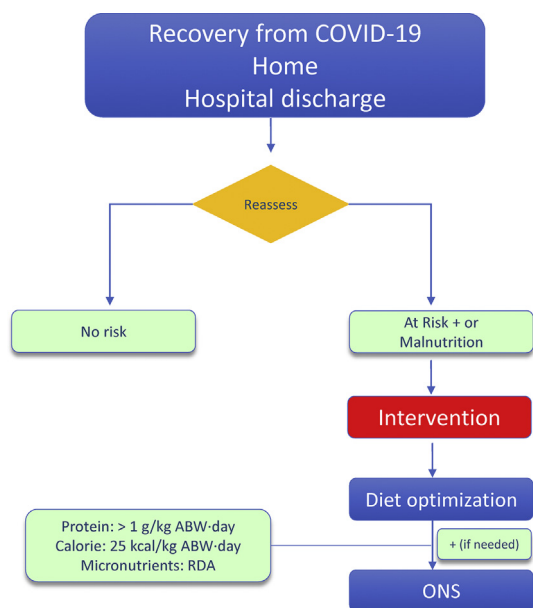 Recovery from COVID-19
Home
Hospital discharge
Reassess
No risk
At Risk + or
Malnutrition
Intervention
Diet optimization
Protein: > 1 g/kg ABW·day
Calorie: 25 kcal/kg ABW·day
Micronutrients: RDA
+ (if needed)
ONS